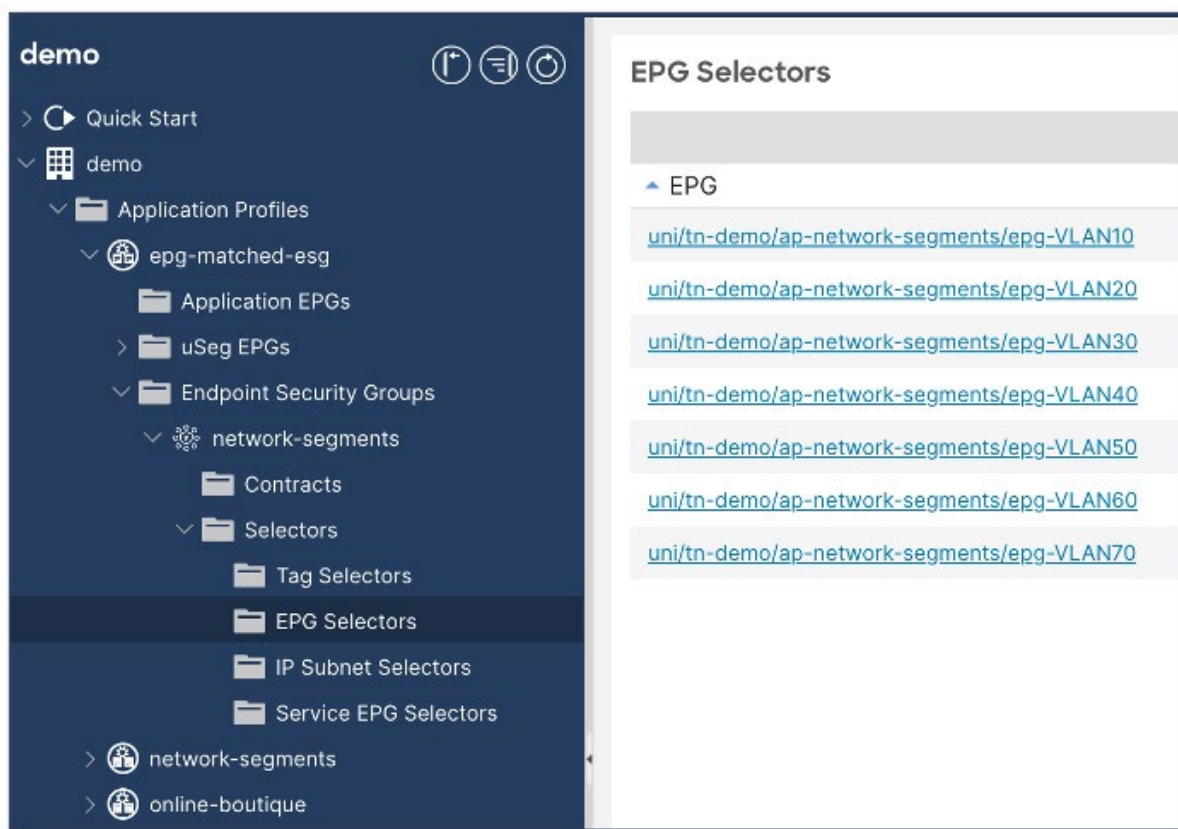 demo
Quick Start
demo
Application Profiles
epg-matched-esg
Application EPGs
uSeg EPGs
Endpoint Security Groups
network-segments
Contracts
Selectors
Tag Selectors
EPG Selectors
IP Subnet Selectors
Service EPG Selectors
network-segments
online-boutique
EPG Selectors
EPG
uni/tn-demo/ap-network-segments/epg-VLAN10
uni/tn-demo/ap-network-segments/epg-VLAN20
uni/tn-demo/ap-network-segments/epg-VLAN30
uni/tn-demo/ap-network-segments/epg-VLAN40
uni/tn-demo/ap-network-segments/epg-VLAN50
uni/tn-demo/ap-network-segments/epg-VLAN60
uni/tn-demo/ap-network-segments/epg-VLAN70